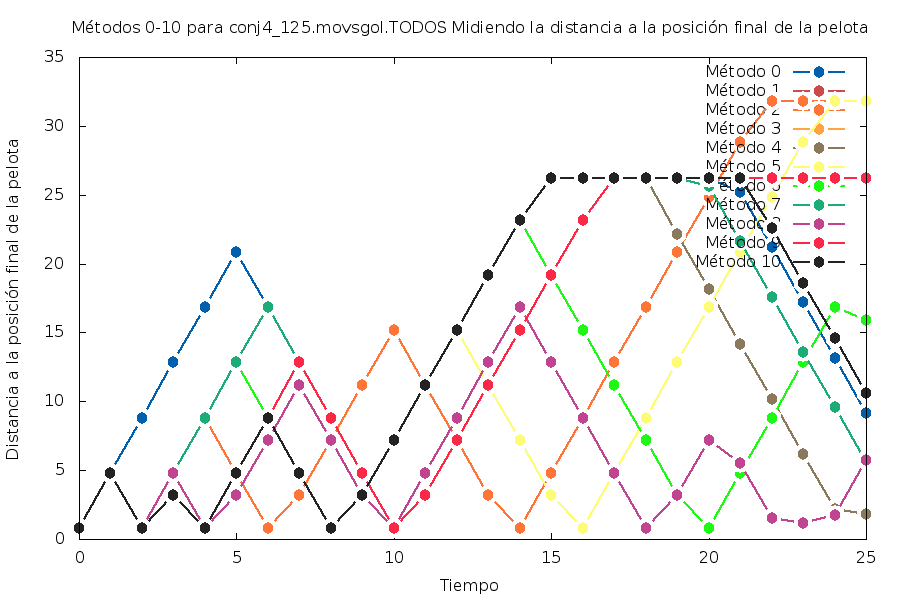 Métodos 0-10 para conj4_125.movsgol.TODOS Midiendo la distancia a la posición final de la pelota
35
30
25
20
15
10
5
0
Distancia a la posición final de la pelota
Método 0
Método 1
Método 2
Método 3
Método 4
Método 5
Método
Método 7
Método
Método
Método 10
0
5
10
15
20
25
Tiempo